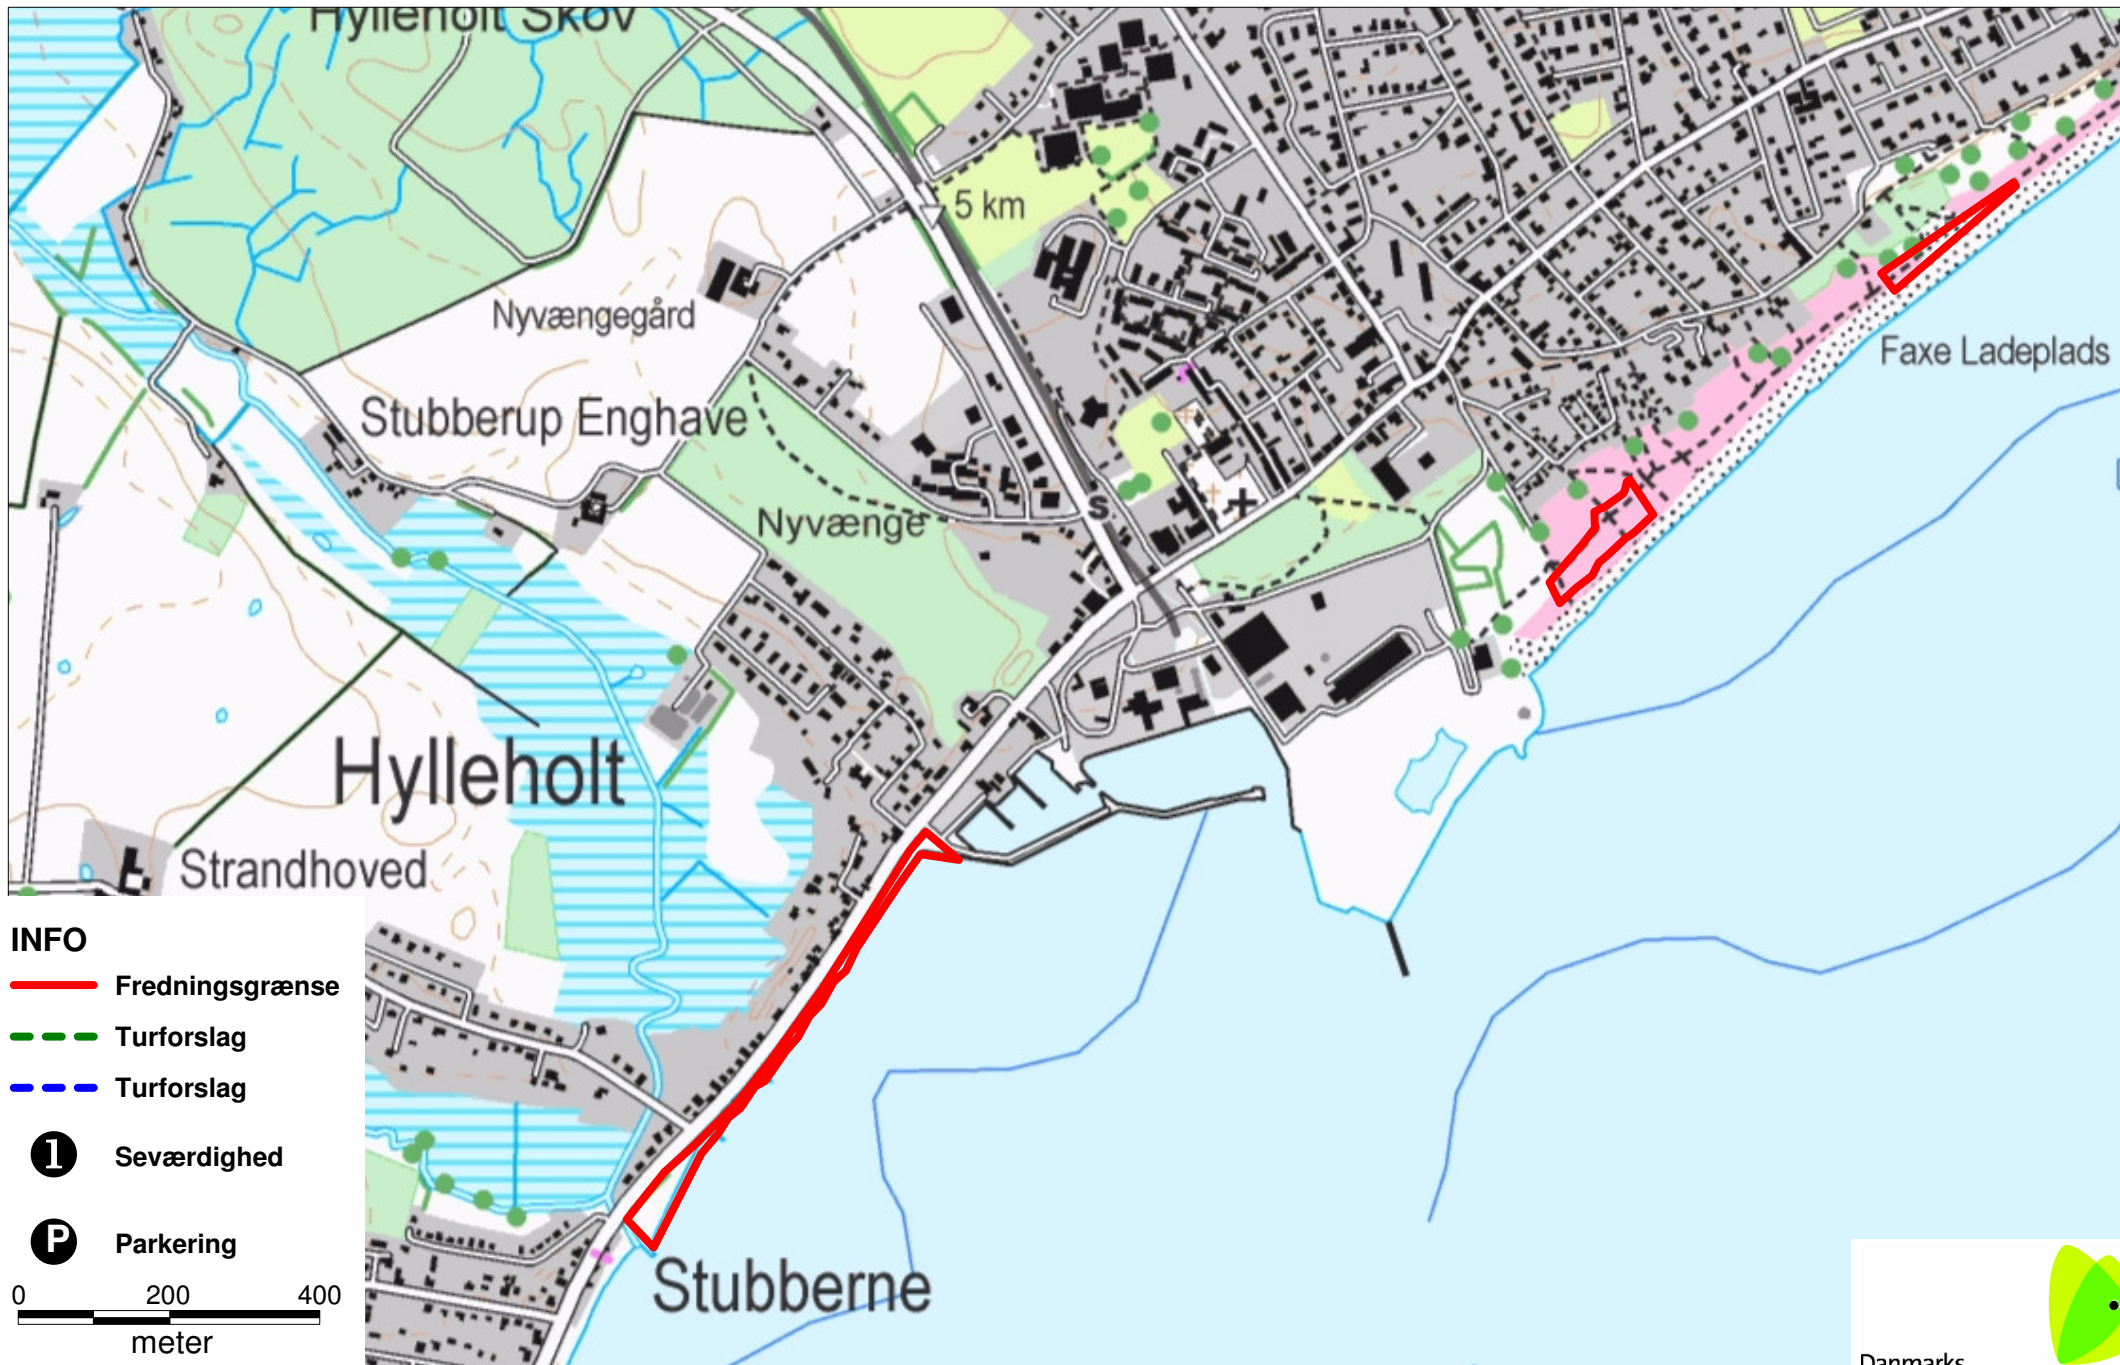 Hylleholt Skov
5 km
Nyvængegård
Faxe Ladeplads
Stubberup Enghave
S
Nyvænge
Hylleholt
Strandhoved
INFO
Fredningsgrænse
Turforslag
Turforslag
1 Seværdighed
P Parkering
0 200 400
meter
Stubberne
Danmarks